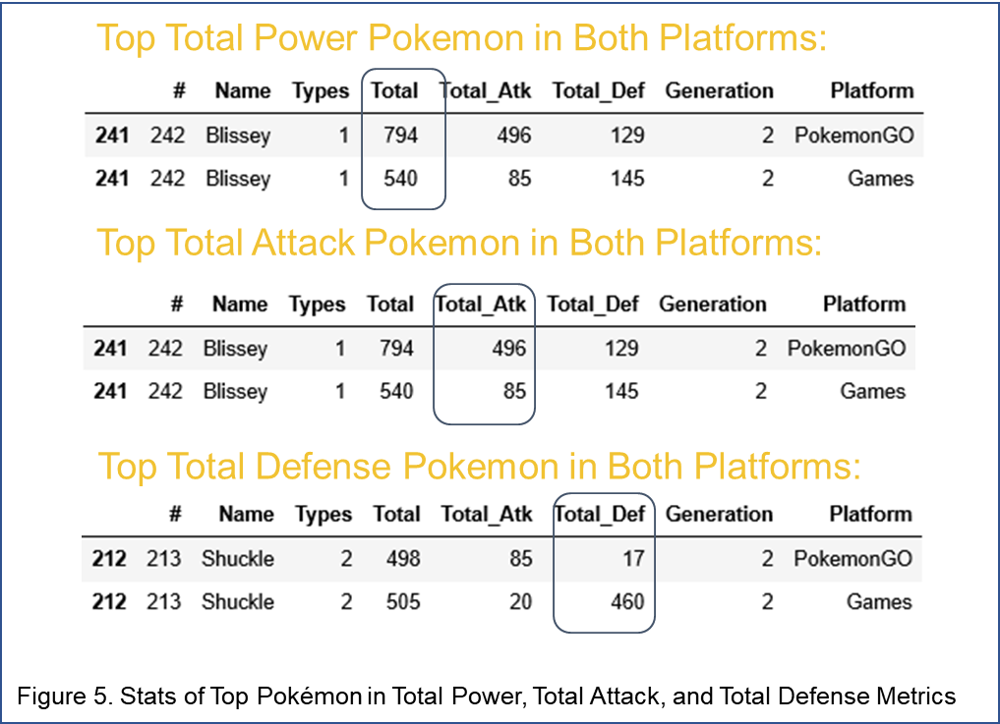 Top Total Power Pokemon in Both Platforms:
# Name Types Total Total_Atk Total_Def Generation Platform
241 242 Blissey 1 794 496 129 2 PokemonGO
241 242 Blissey 1 540 85 145 2 Games
Top Total Attack Pokemon in Both Platforms:
# Name Types Total Total_Atk Total_Def Generation Platform
241 242 Blissey 1 794 496 129 2 PokemonGO
241 242 Blissey 1 540 85 145 2 Games
Top Total Defense Pokemon in Both Platforms:
# Name Types Total Total_Atk Total_Def Generation Platform
212 213 Shuckle 2 498 85 17 2 PokemonGO
212 213 Shuckle 2 505 20 460 2 Games
Figure 5. Stats of Top Pokémon in Total Power, Total Attack, and Total Defense Metrics